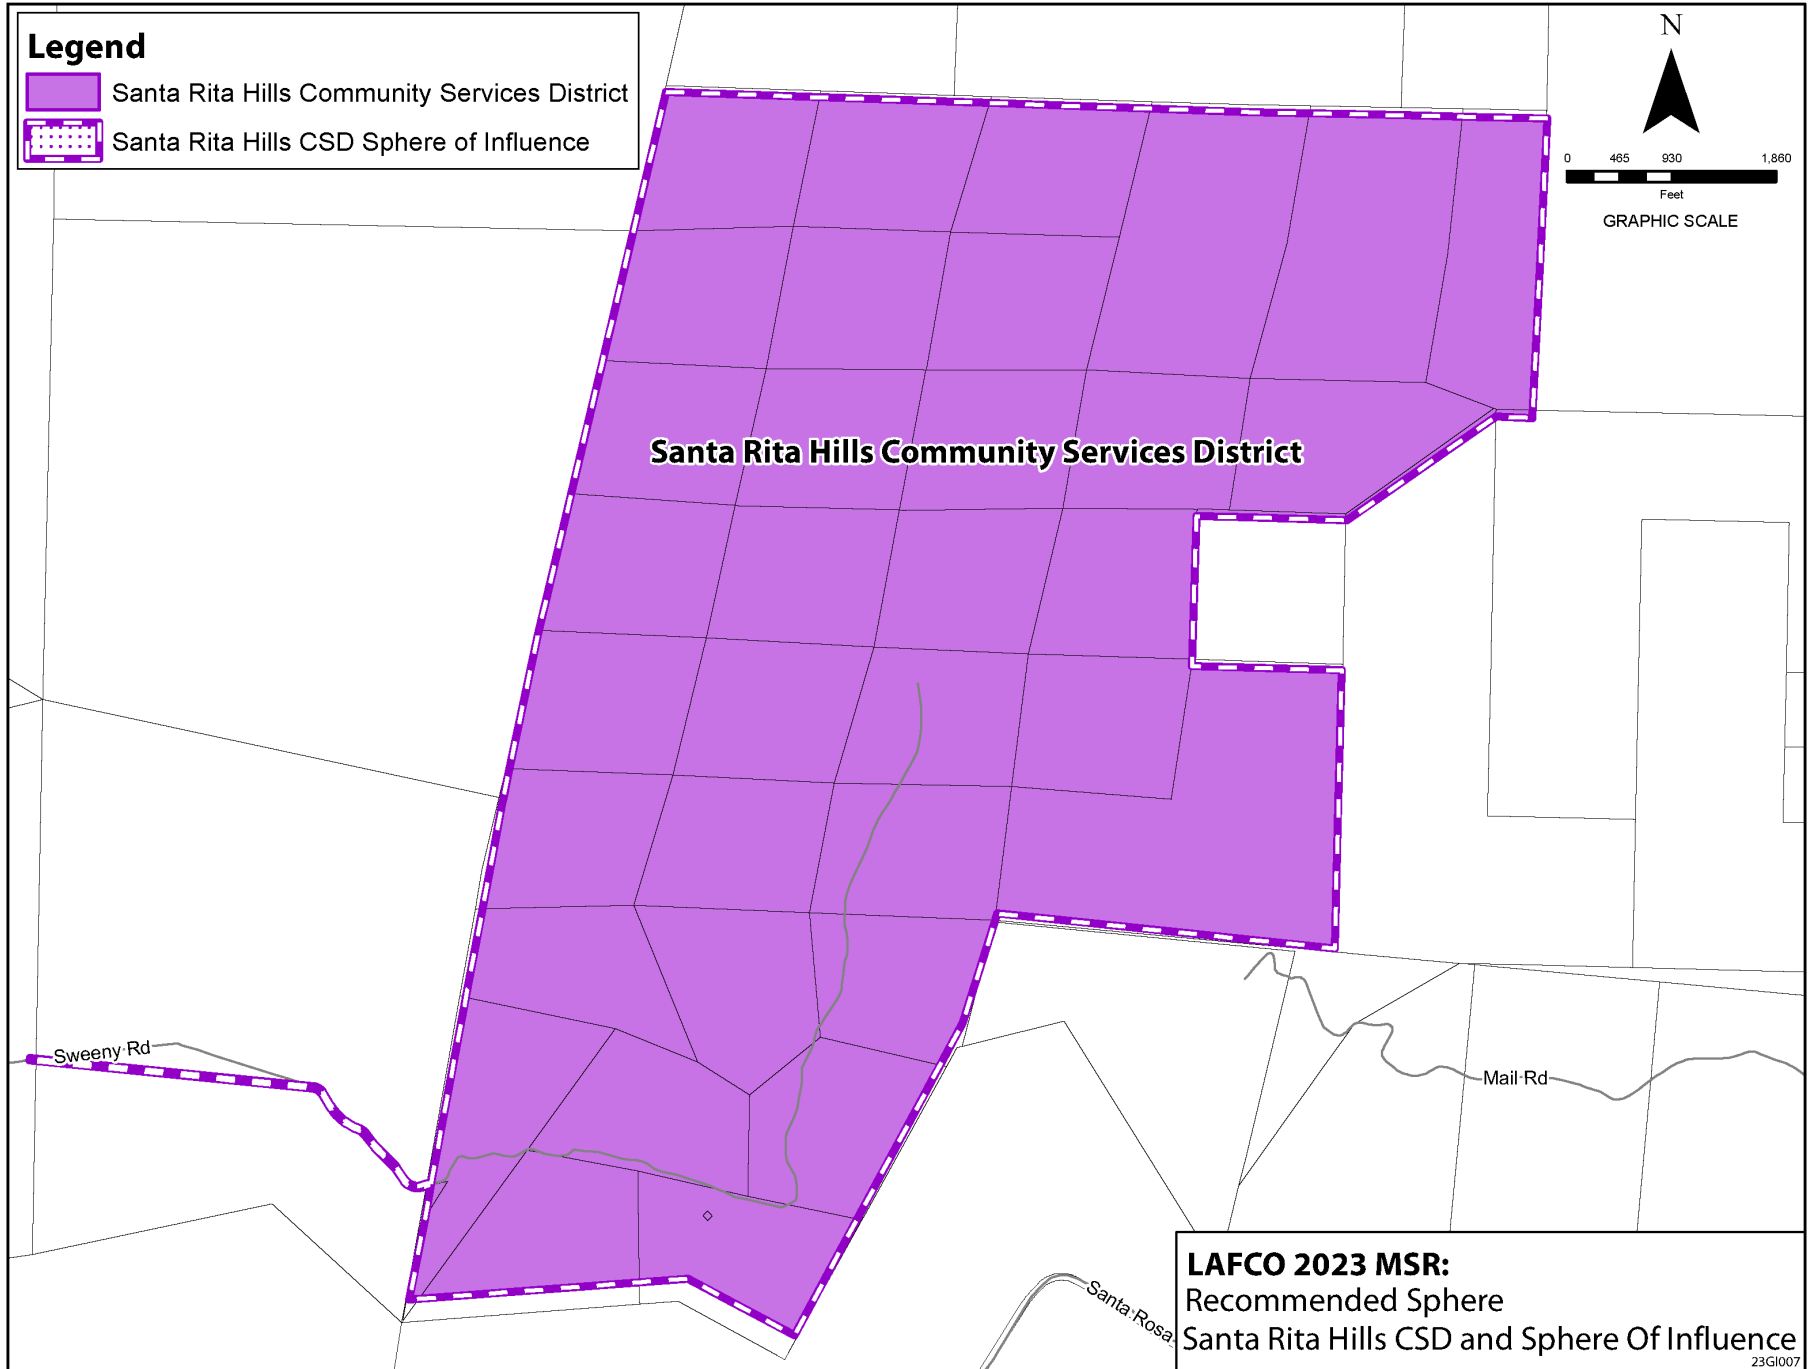 Legend
Santa Rita Hills Community Services District
Santa Rita Hills CSD Sphere of Influence
N
0 465 930 1,860
Feet
GRAPHIC SCALE
Santa Rita Hills Community Services District
Sweeny Rd
Mail Rd
Santa Rosa
LAFCO 2023 MSR:
Recommended Sphere
Santa Rita Hills CSD and Sphere Of Influence
23GI007